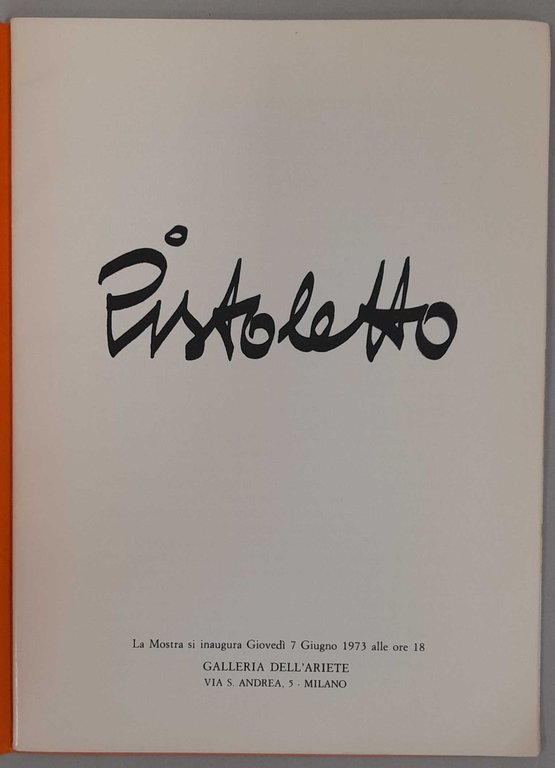 Pistoletto
La Mostra si inaugura Giovedì 7 Giugno 1973 alle ore 18
GALLERIA DELL'ARIETE
VIA S. ANDREA, 5 - MILANO